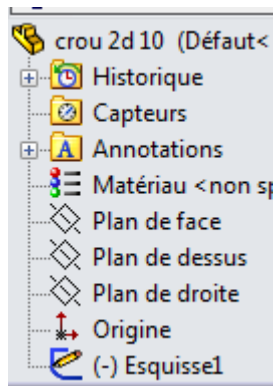 crou 2d 10 (Défaut<
Historique
Capteurs
Annotations
Matériau <non sp
Plan de face
Plan de dessus
Plan de droite
Origine
(-) Esquisse1